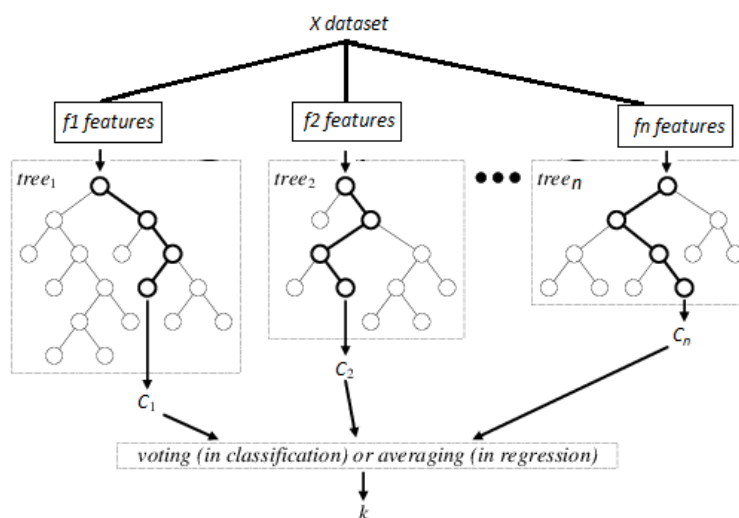 X dataset
f1 features
f2 features
fn features
tree₁
tree₂
treeₙ
C₁
C₂
Cₙ
voting (in classification) or averaging (in regression)
k